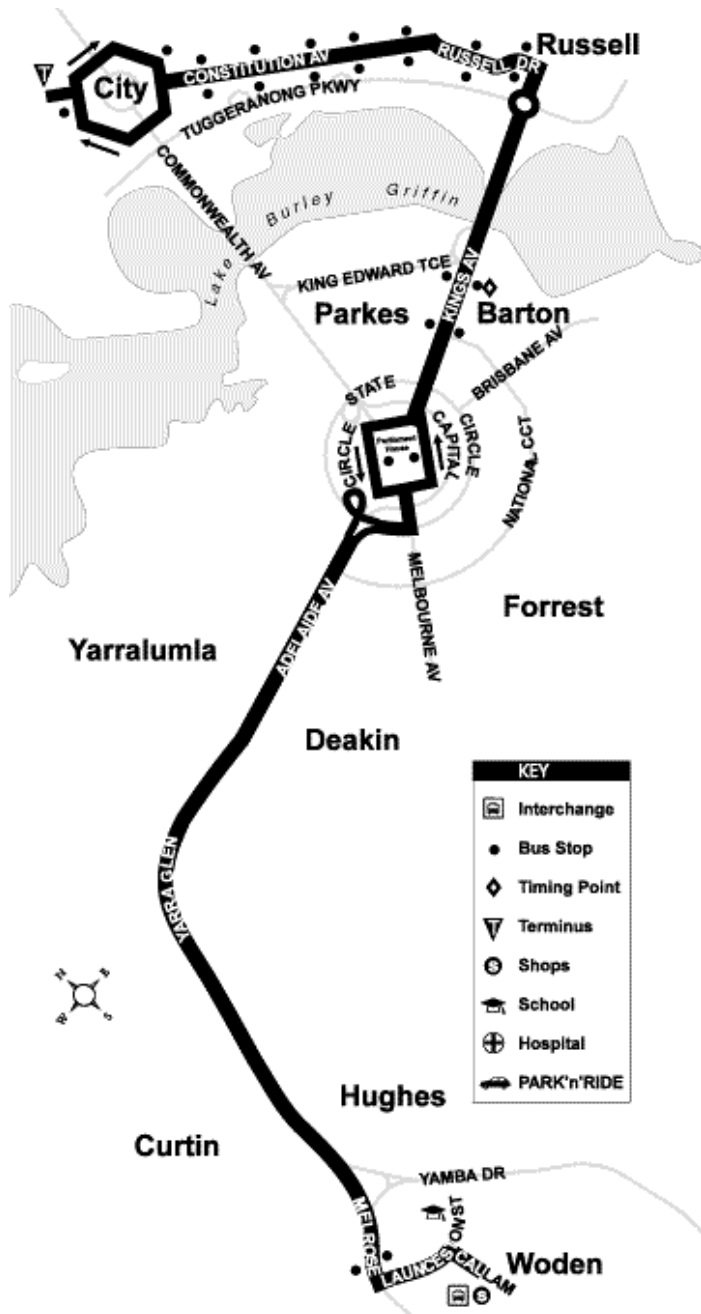 Russell
RUSSELL DR
CONSTITUTION AV
T
City
TUGGERANONG PKWY
COMMONWEALTH AV
Lake Burley Griffin
KING EDWARD TCE
KINGS AV
Parkes
Barton
BRISBANE AV
STATE CIRCLE
CAPITAL CIRCLE
Parliament
House
NATIONAL CCT
MELBOURNE AV
Forrest
ADELAIDE AV
Yarralumla
Deakin
YARRA GLEN
KEY
Interchange
Bus Stop
Timing Point
T Terminus
S Shops
School
Hospital
PARK'n'RIDE
N
E
W
S
Hughes
Curtin
YAMBA DR
MELROSE
LAUNCESTON ST
CALLAM
Woden
S